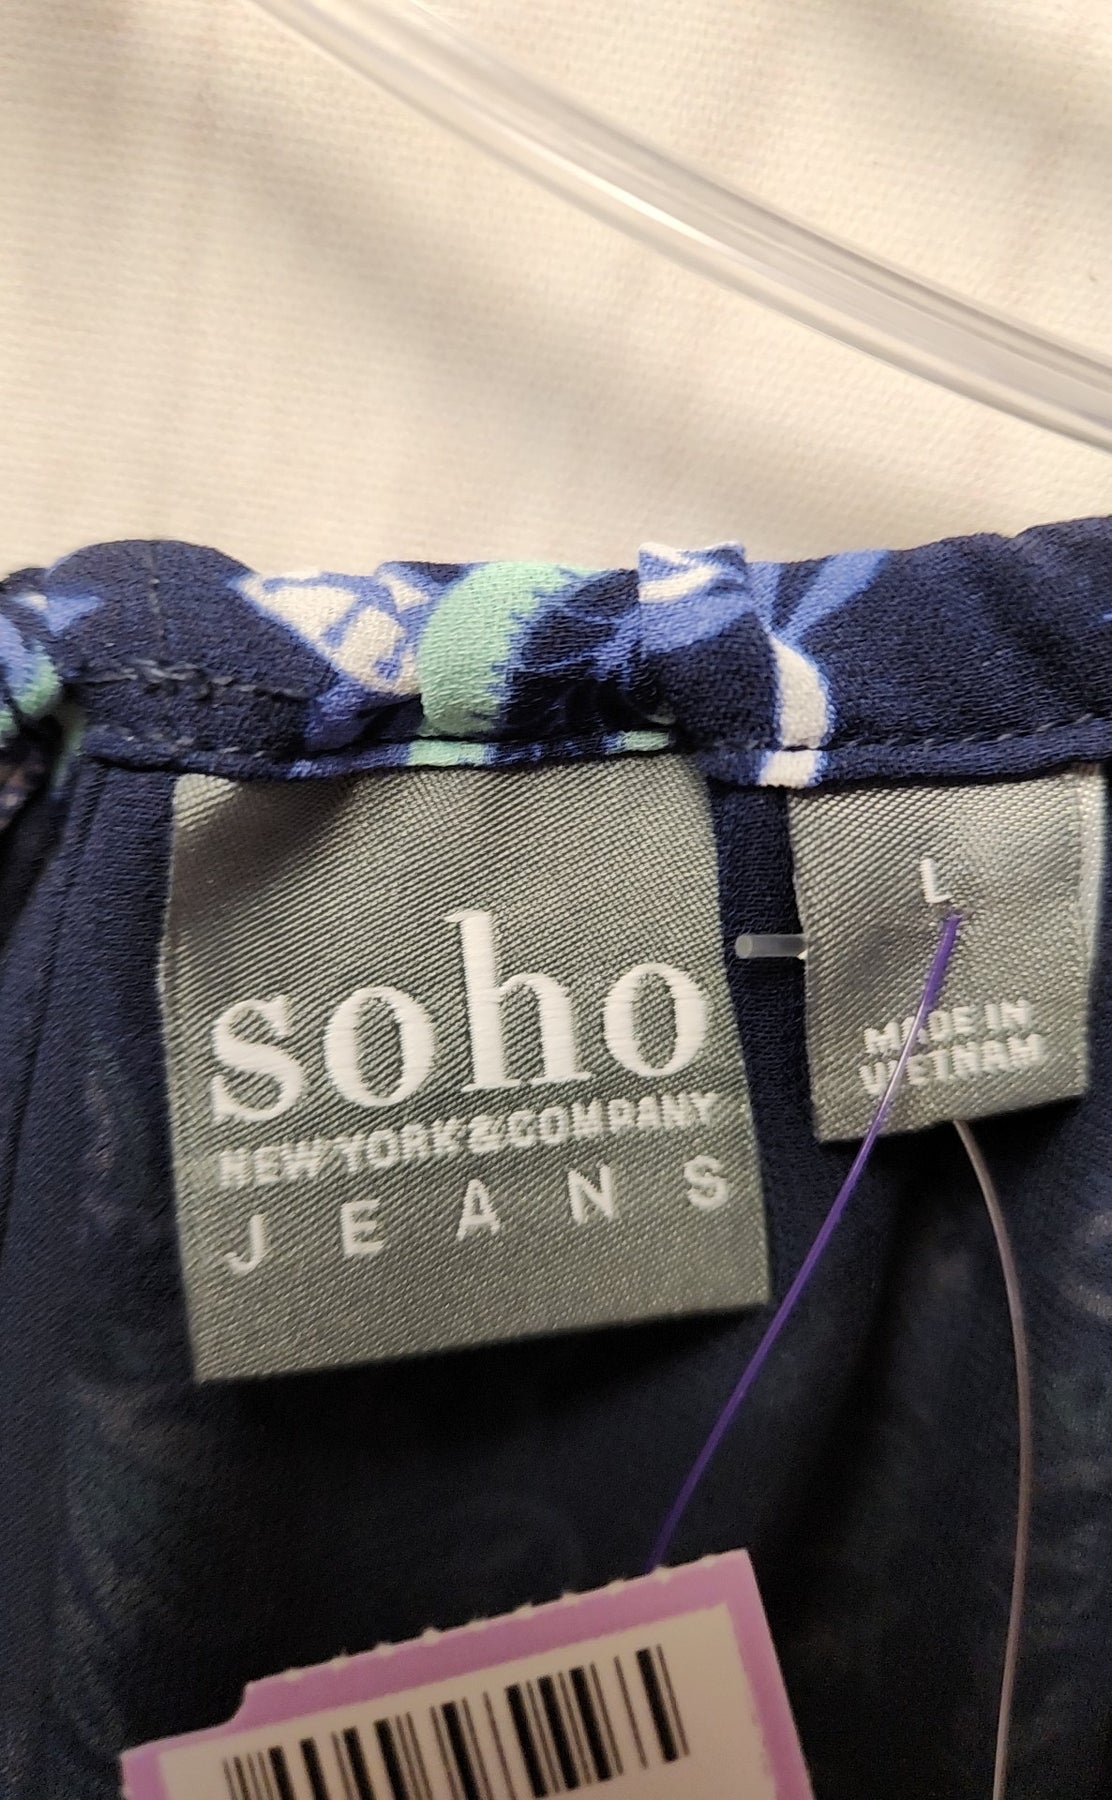 soho
NEW YORK & COMPANY
JEANS
L
MADE IN
VIETNAM